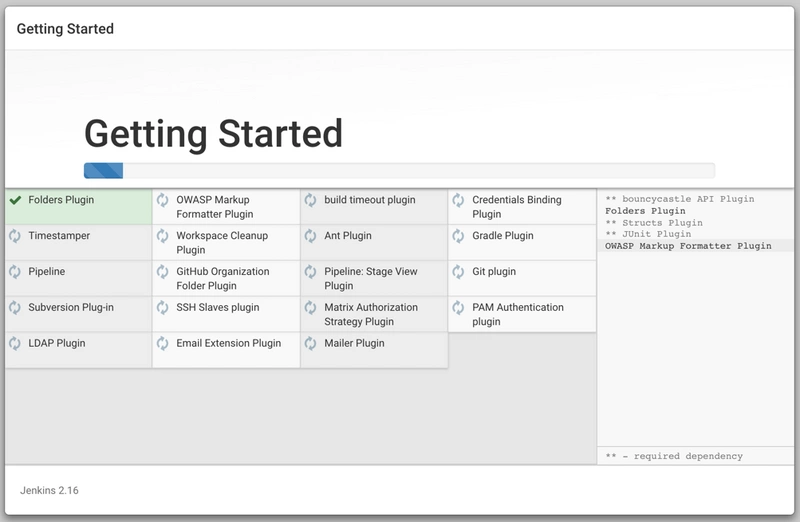 Getting Started
Getting Started
Folders Plugin
OWASP Markup
Formatter Plugin
build timeout plugin
Credentials Binding
Plugin
Timestamper
Workspace Cleanup
Plugin
Ant Plugin
Gradle Plugin
Pipeline
GitHub Organization
Folder Plugin
Pipeline: Stage View
Plugin
Git plugin
Subversion Plug-in
SSH Slaves plugin
Matrix Authorization
Strategy Plugin
PAM Authentication
plugin
LDAP Plugin
Email Extension Plugin
Mailer Plugin
** bouncycastle API Plugin
Folders Plugin
** Structs Plugin
** JUnit Plugin
OWASP Markup Formatter Plugin
** - required dependency
Jenkins 2.16